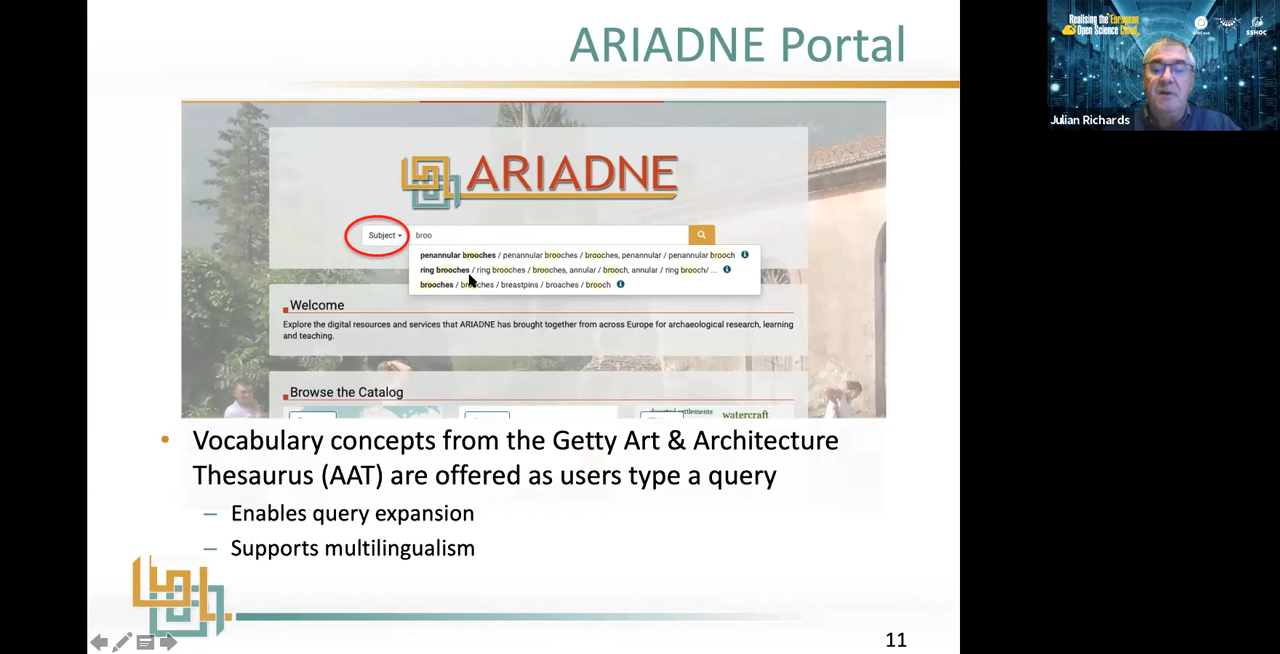 ARIADNE Portal
ARIADNE
Subject
broo
penannular brooches / penannular brooches / brooches, penannular / penannular brooch
ring brooches / ring brooches / brooches, annular / brooch, annular / ring brooch/ ...
brooches / brooches / breastpins / broaches / brooch
Welcome
Explore the digital resources and services that ARIADNE has brought together from across Europe for archaeological research, learning
and teaching.
Browse the Catalog
watercraft
• Vocabulary concepts from the Getty Art & Architecture
Thesaurus (AAT) are offered as users type a query
– Enables query expansion
– Supports multilingualism
11
Realising the European
Open Science Cloud
SSHOC
Julian Richards